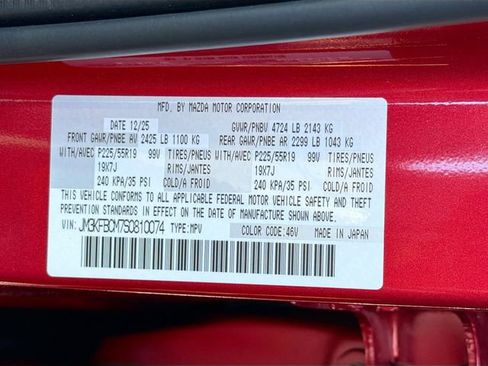 MFD. BY MAZDA MOTOR CORPORATION
DATE 12/25 GVWR/PNBV 4724 LB 2143 KG
FRONT GAWR/PNBE AV 2425 LB 1100 KG REAR GAWR/PNBE AR 2299 LB 1043 KG
WITH/AVEC P225/55R19 99V TIRES/PNEUS WITH/AVEC P225/55R19 99V TIRES/PNEUS
19X7J RIMS/JANTES 19X7J RIMS/JANTES
240 KPA/35 PSI COLD/A FROID 240 KPA/35 PSI COLD/A FROID
THIS VEHICLE CONFORMS TO ALL APPLICABLE FEDERAL MOTOR VEHICLE SAFETY AND THEFT
PREVENTION STANDARDS IN EFFECT ON THE DATE OF MANUFACTURE SHOWN ABOVE.
VIN: JM3KFBCM7S0810074 TYPE:MPV COLOR CODE:46V MADE IN JAPAN